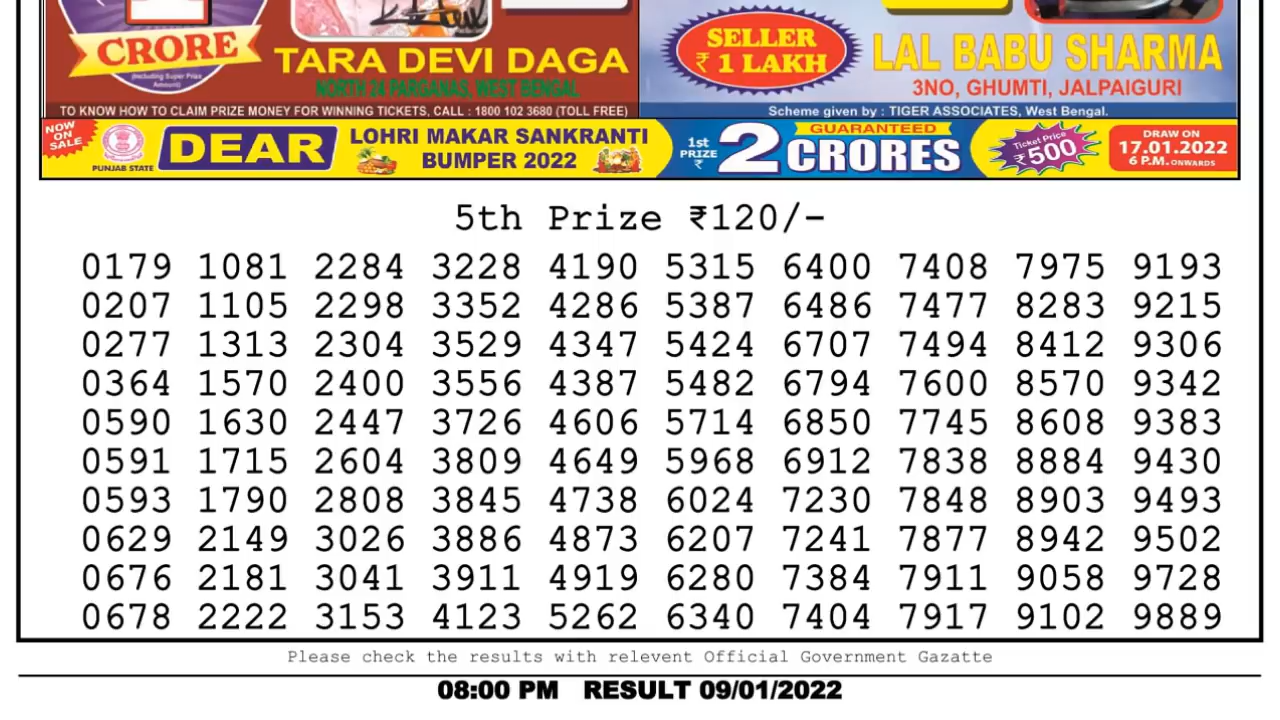 CRORE
(Including Super Prize
Amount)
TARA DEVI DAGA
NORTH 24 PARGANAS, WEST BENGAL
SELLER
₹ 1 LAKH
LAL BABU SHARMA
3NO, GHUMTI, JALPAIGURI
TO KNOW HOW TO CLAIM PRIZE MONEY FOR WINNING TICKETS, CALL : 1800 102 3680 (TOLL FREE)
Scheme given by : TIGER ASSOCIATES, West Bengal.
NOW
ON
SALE
PUNJAB STATE
DEAR
LOHRI MAKAR SANKRANTI
BUMPER 2022
1st
PRIZE
₹
2
GUARANTEED
CRORES
Ticket Price
₹500
DRAW ON
17.01.2022
6 P.M. ONWARDS
5th Prize ₹120/-
0179 1081 2284 3228 4190 5315 6400 7408 7975 9193
0207 1105 2298 3352 4286 5387 6486 7477 8283 9215
0277 1313 2304 3529 4347 5424 6707 7494 8412 9306
0364 1570 2400 3556 4387 5482 6794 7600 8570 9342
0590 1630 2447 3726 4606 5714 6850 7745 8608 9383
0591 1715 2604 3809 4649 5968 6912 7838 8884 9430
0593 1790 2808 3845 4738 6024 7230 7848 8903 9493
0629 2149 3026 3886 4873 6207 7241 7877 8942 9502
0676 2181 3041 3911 4919 6280 7384 7911 9058 9728
0678 2222 3153 4123 5262 6340 7404 7917 9102 9889
Please check the results with relevent Official Government Gazatte
08:00 PM RESULT 09/01/2022